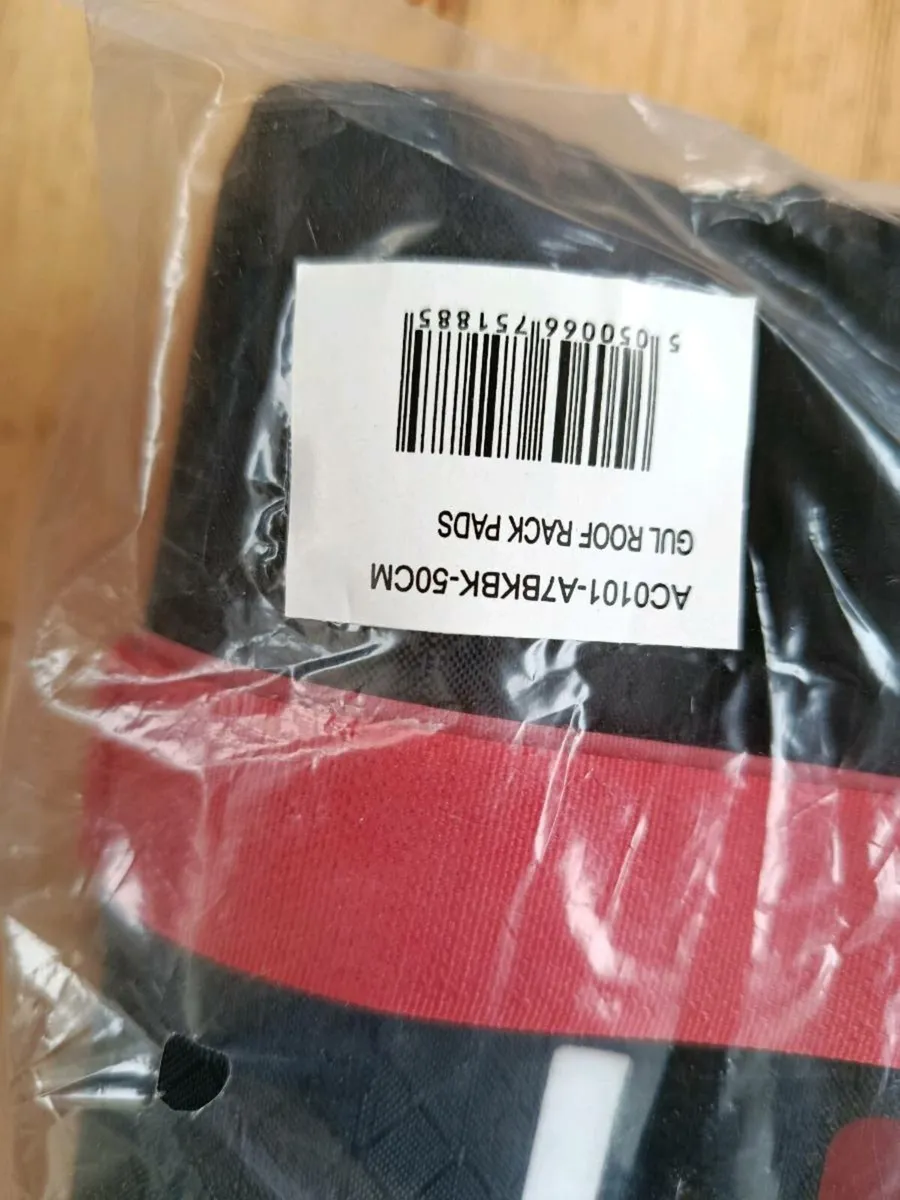 AC0101-A7BKBK-50CM
GUL ROOF RACK PADS
5 050066 751885